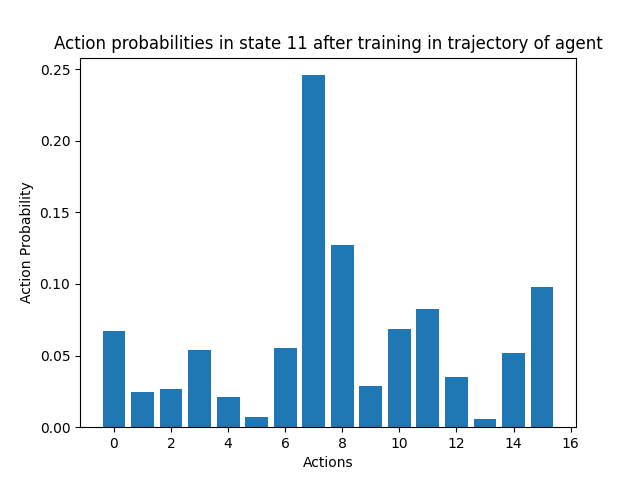 Action probabilities in state 11 after training in trajectory of agent
0.25
0.20
0.15
0.10
0.05
0.00
Action Probability
0 2 4 6 8 10 12 14 16
Actions